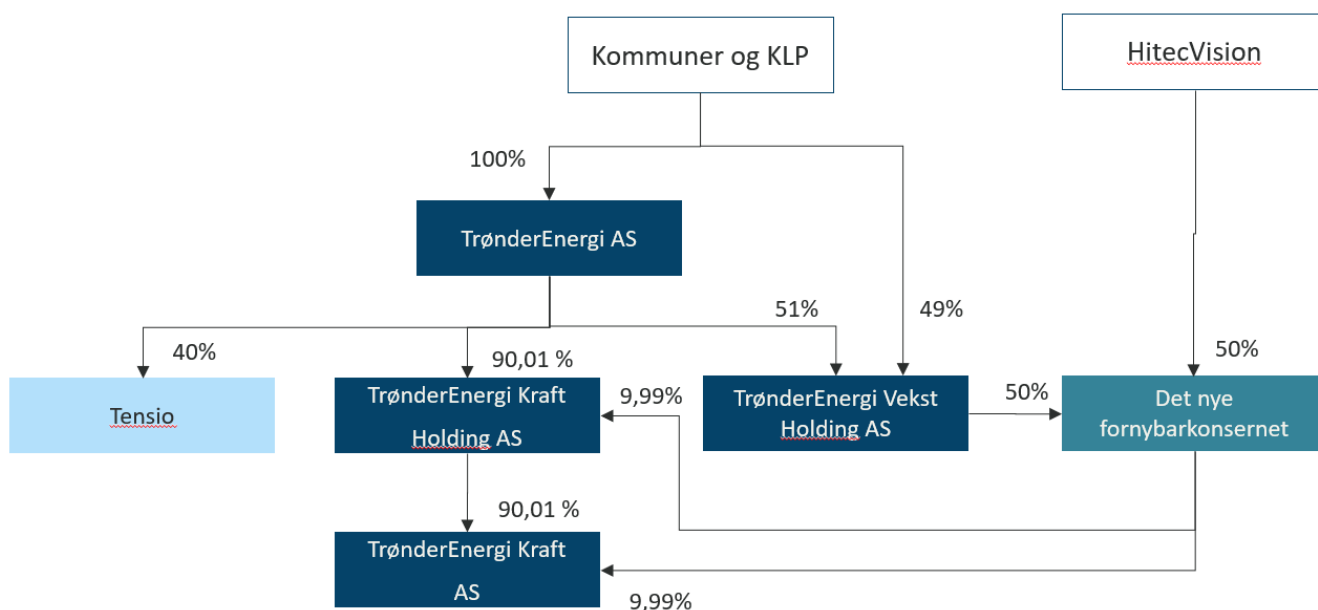 Kommuner og KLP
HitecVision
100%
TrønderEnergi AS
51%
49%
40%
90,01 %
50%
Tensio
TrønderEnergi Kraft
Holding AS
9,99%
TrønderEnergi Vekst
Holding AS
50%
Det nye
fornybarkonsernet
90,01 %
TrønderEnergi Kraft
AS
9,99%